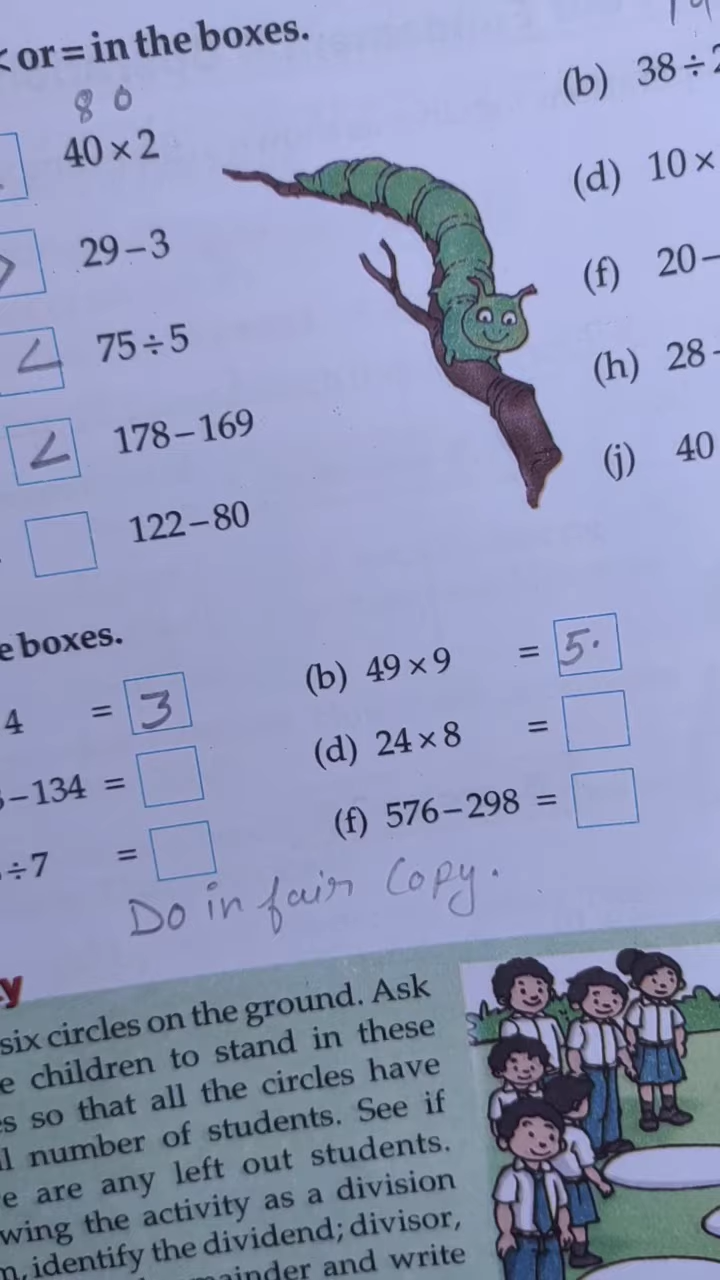 < or = in the boxes.
8 0
40 × 2
29 – 3
< 75 ÷ 5
< 178 – 169
122 – 80
(b) 38 ÷ 2
(d) 10 ×
(f) 20 –
(h) 28
(j) 40
e boxes.
4 = 3
(b) 49 × 9 = 5.
– 134 =
(d) 24 × 8 =
÷ 7 =
(f) 576 – 298 =
Do in fair Copy.
y
six circles on the ground. Ask
e children to stand in these
s so that all the circles have
l number of students. See if
e are any left out students.
wing the activity as a division
identify the dividend; divisor,
ainder and write